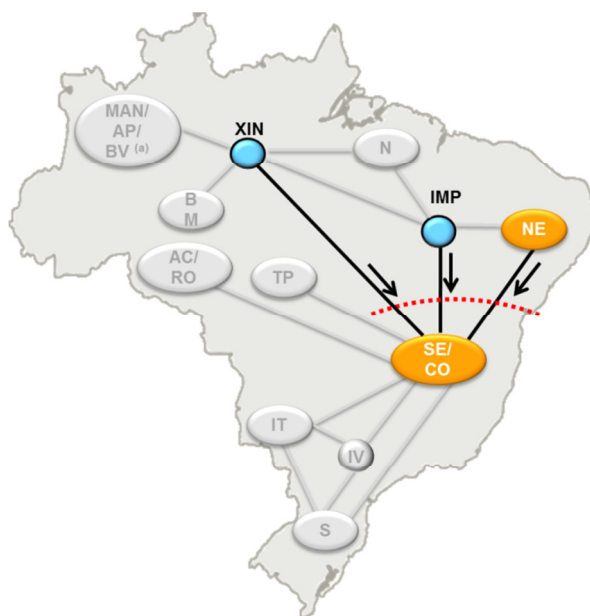 MAN/
AP/
BV (a)
XIN
N
B
M
IMP
NE
AC/
RO
TP
SE/
CO
IT
IV
S